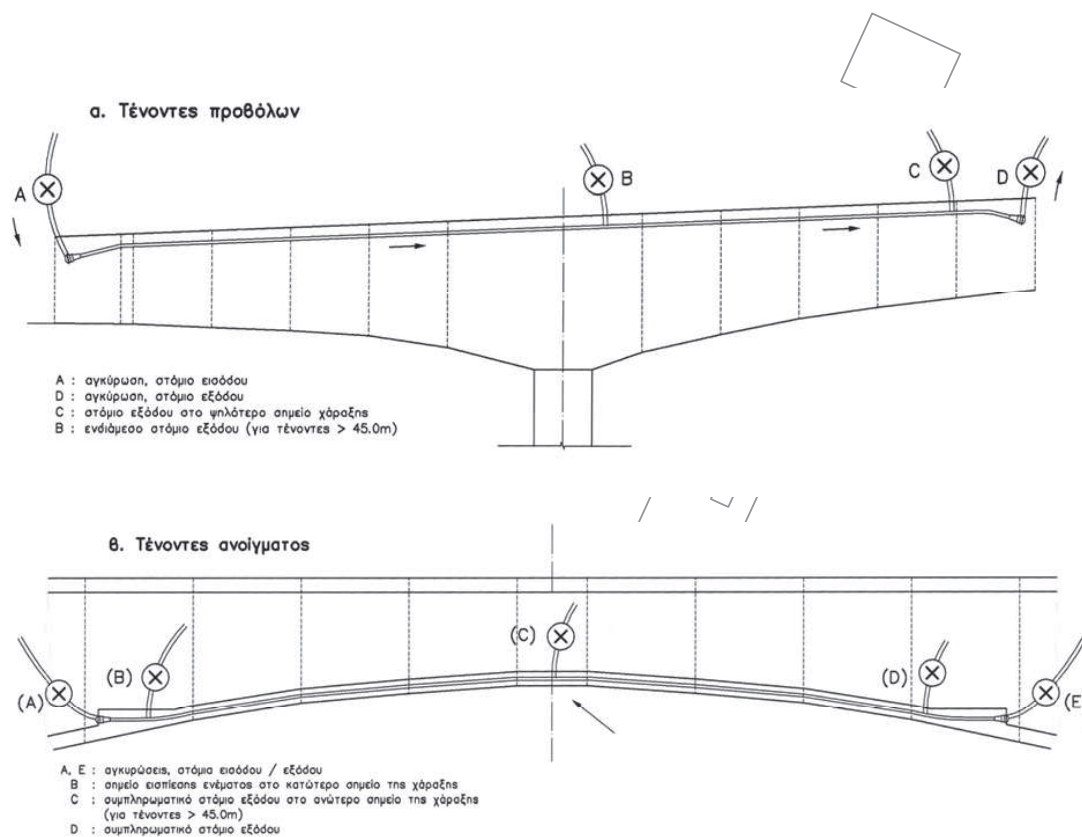 α. Τένοντες προβόλων
A
B
C
D
A : αγκύρωση, στόμιο εισόδου
D : αγκύρωση, στόμιο εξόδου
C : στόμιο εξόδου στο ψηλότερο σημείο χάραξης
B : ενδιάμεσο στόμιο εξόδου (για τένοντες > 45.0m)
β. Τένοντες ανοίγματος
(A)
(B)
(C)
(D)
(E
A, E : αγκυρώσεις, στόμια εισόδου / εξόδου
B : σημείο εισπίεσης ενέματος στο κατώτερο σημείο της χάραξης
C : συμπληρωματικό στόμιο εξόδου στο ανώτερο σημείο της χάραξης
(για τένοντες > 45.0m)
D : συμπληρωματικό στόμιο εξόδου